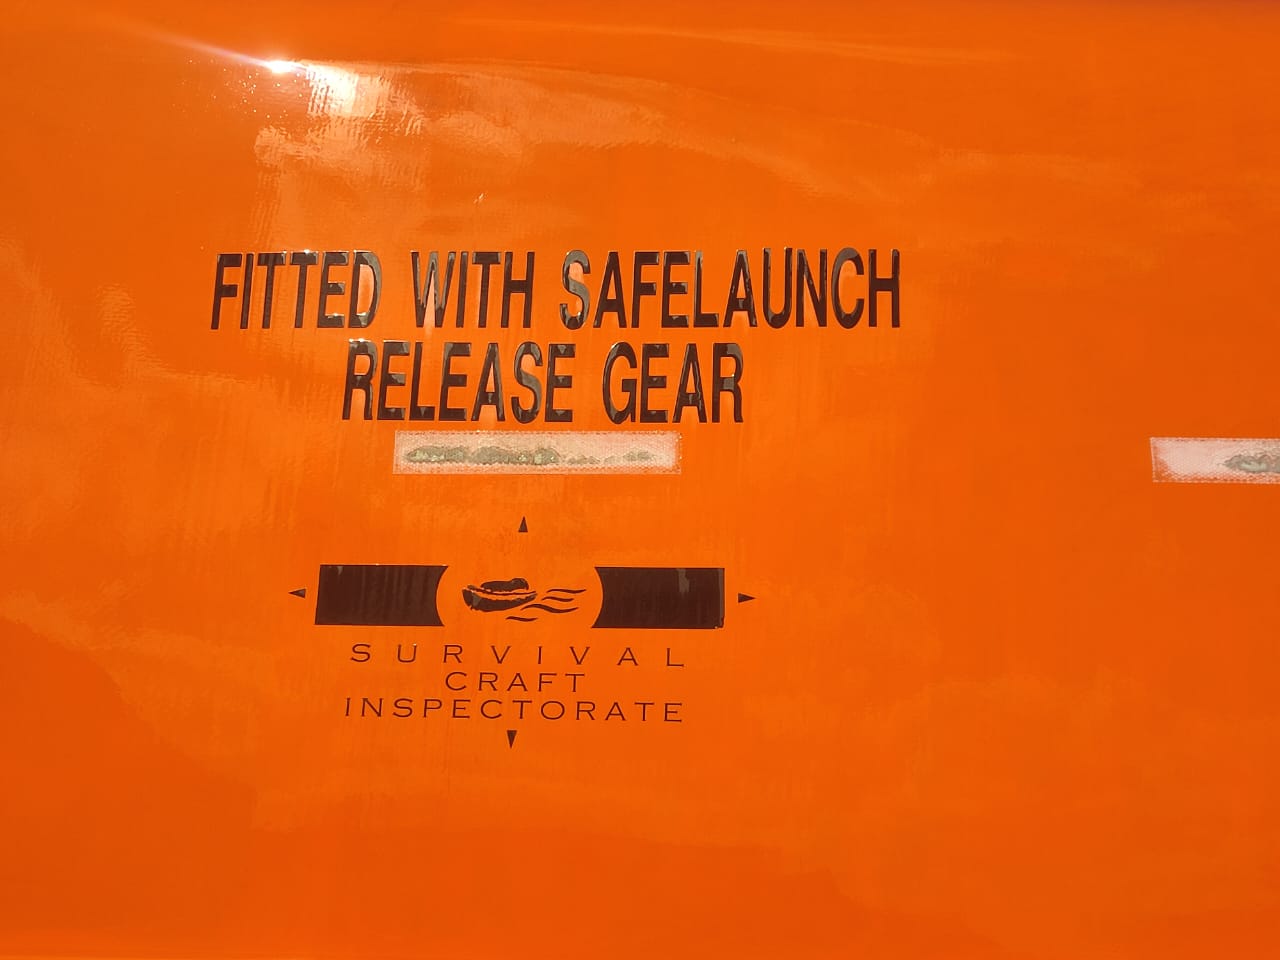 FITTED WITH SAFELAUNCH
RELEASE GEAR
SURVIVAL
CRAFT
INSPECTORATE